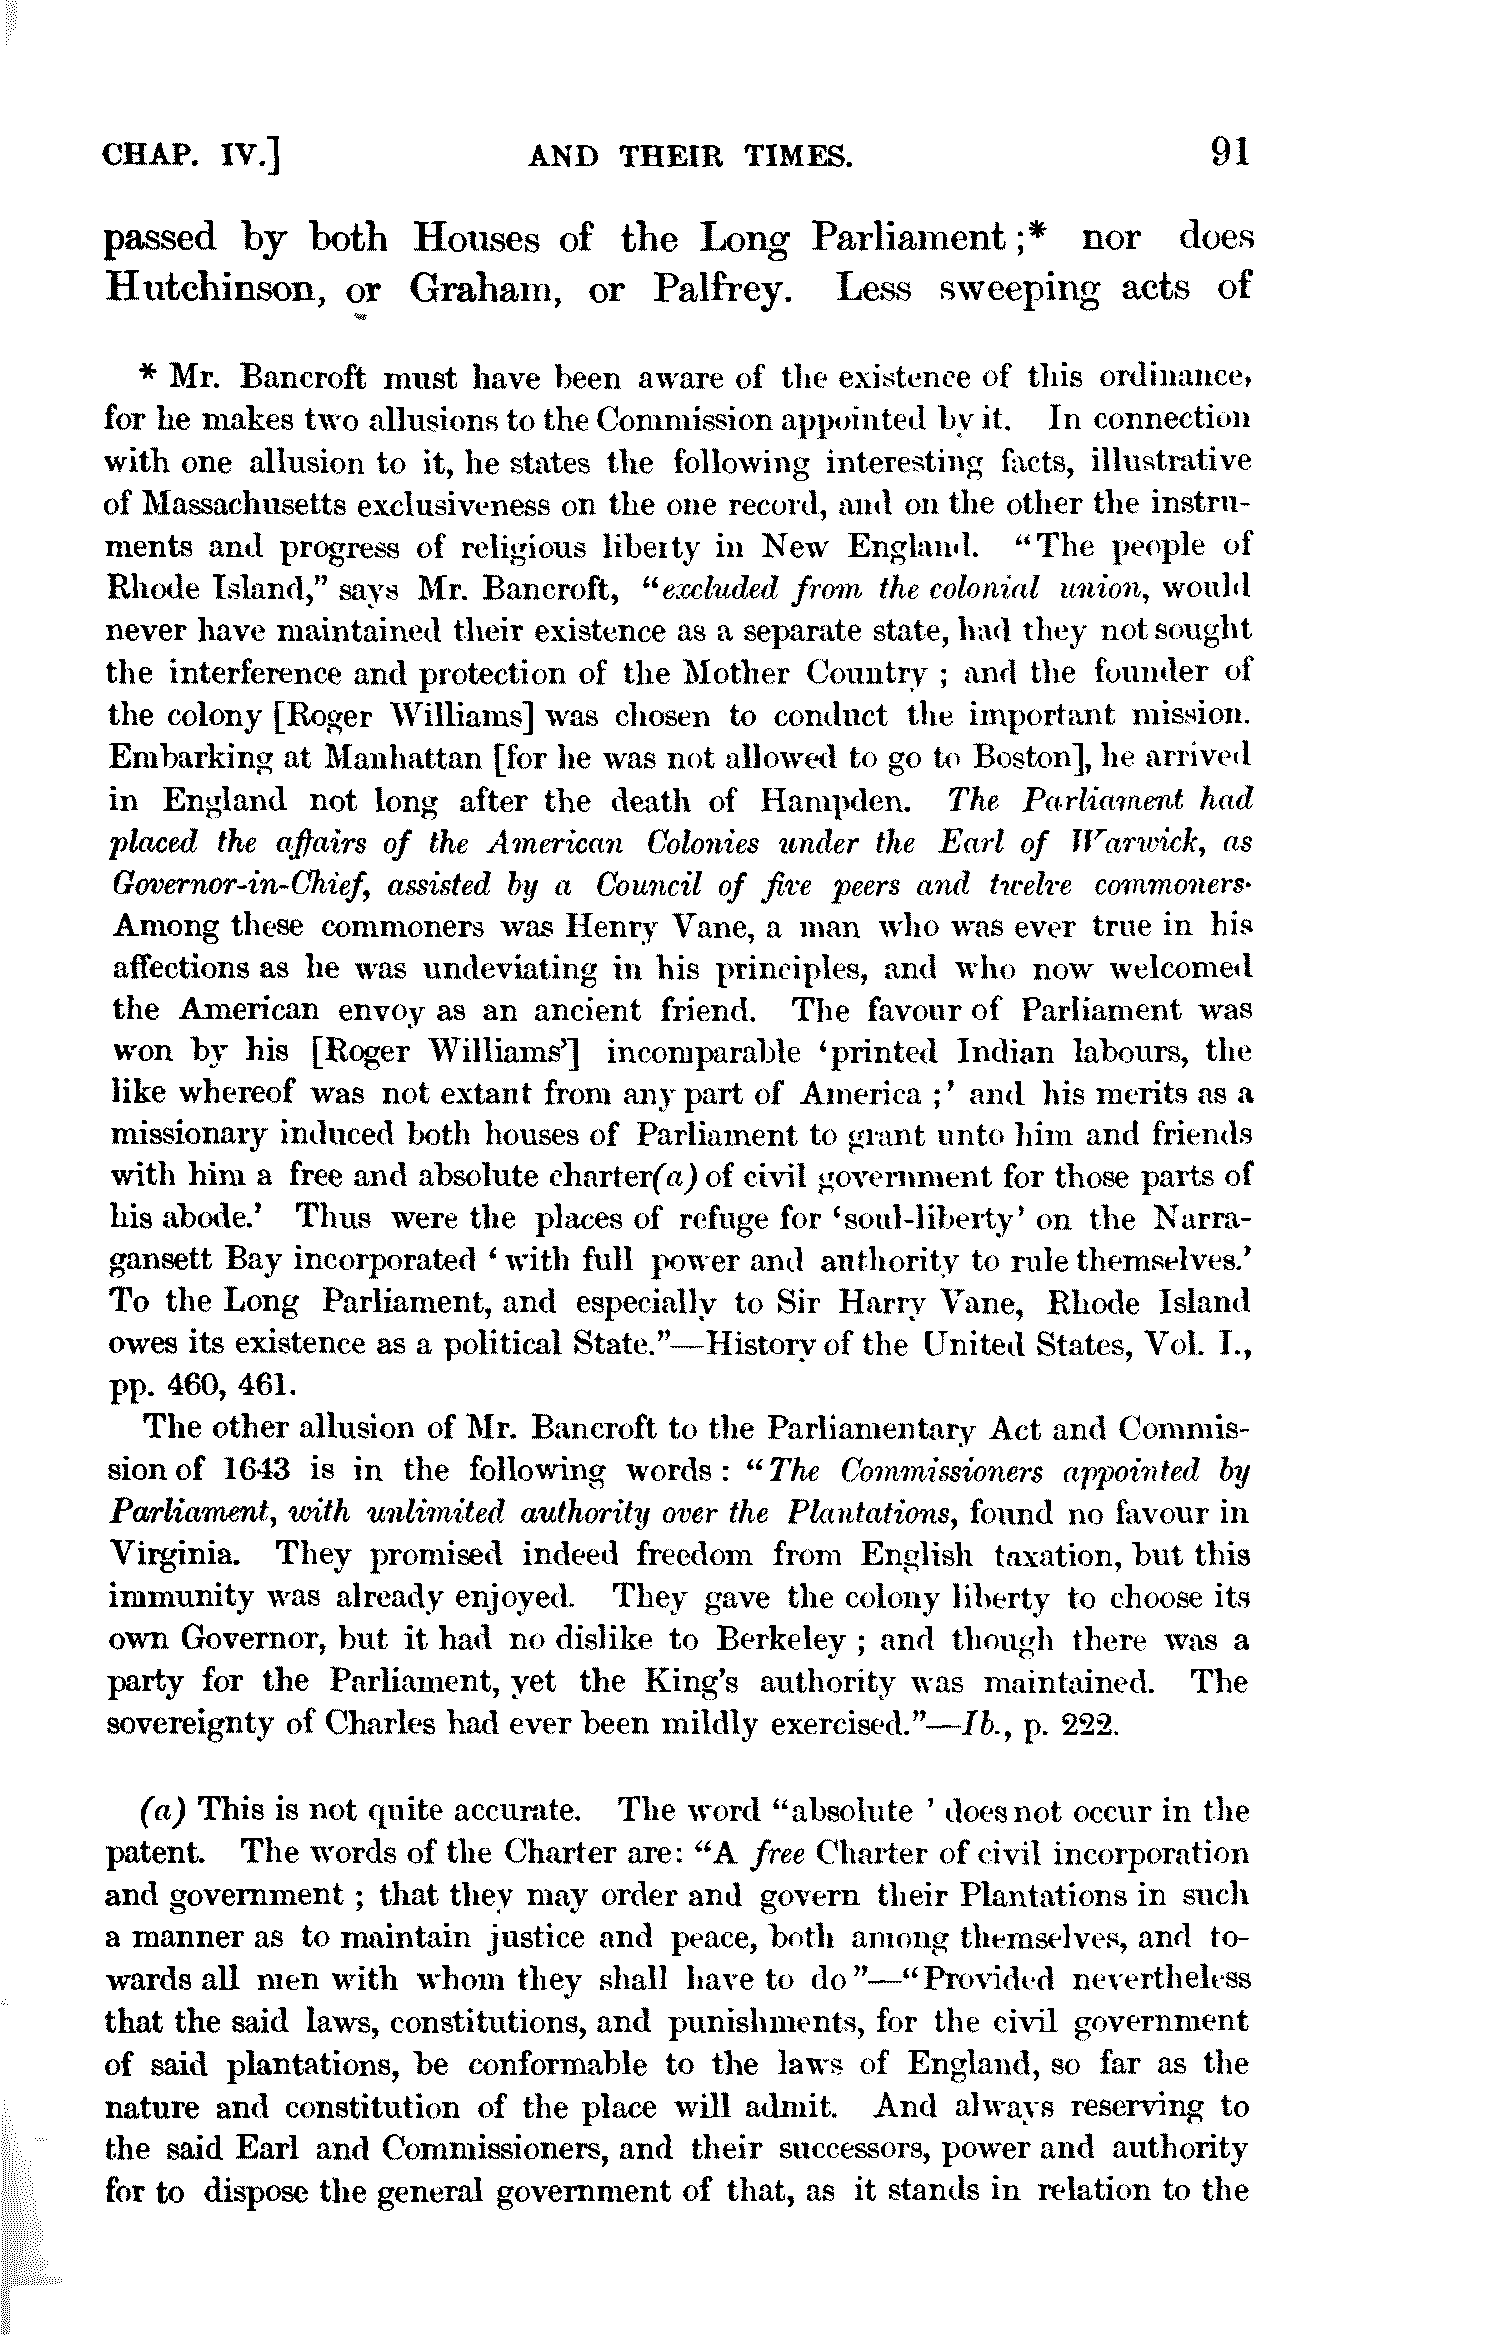 CHAP. IV.] AND THEIR TIMES. 91
passed by both Houses of the Long Parliament;* nor does
Hutchinson, or Graham, or Palfrey. Less sweeping acts of
* Mr. Bancroft must have been aware of the existence of this ordinance,
for he makes two allusions to the Commission appointed by it. In connection
with one allusion to it, he states the following interesting facts, illustrative
of Massachusetts exclusiveness on the one record, and on the other the instru-
ments and progress of religious liberty in New England. "The people of
Rhode Island," says Mr. Bancroft, "excluded from the colonial union, would
never have maintained their existence as a separate state, had they not sought
the interference and protection of the Mother Country ; and the founder of
the colony [Roger Williams] was chosen to conduct the important mission.
Embarking at Manhattan [for he was not allowed to go to Boston], he arrived
in England not long after the death of Hampden. The Parliament had
placed the affairs of the American Colonies under the Earl of Warwick, as
Governor-in-Chief, assisted by a Council of five peers and twelve commoners.
Among these commoners was Henry Vane, a man who was ever true in his
affections as he was undeviating in his principles, and who now welcomed
the American envoy as an ancient friend. The favour of Parliament was
won by his [Roger Williams'] incomparable 'printed Indian labours, the
like whereof was not extant from any part of America ;' and his merits as a
missionary induced both houses of Parliament to grant unto him and friends
with him a free and absolute charter(a) of civil government for those parts of
his abode.' Thus were the places of refuge for 'soul-liberty' on the Narra-
gansett Bay incorporated 'with full power and authority to rule themselves.'
To the Long Parliament, and especially to Sir Harry Vane, Rhode Island
owes its existence as a political State."—History of the United States, Vol. I.,
pp. 460, 461.
The other allusion of Mr. Bancroft to the Parliamentary Act and Commis-
sion of 1643 is in the following words : "The Commissioners appointed by
Parliament, with unlimited authority over the Plantations, found no favour in
Virginia. They promised indeed freedom from English taxation, but this
immunity was already enjoyed. They gave the colony liberty to choose its
own Governor, but it had no dislike to Berkeley ; and though there was a
party for the Parliament, yet the King's authority was maintained. The
sovereignty of Charles had ever been mildly exercised."—Ib., p. 222.
(a) This is not quite accurate. The word "absolute ' does not occur in the
patent. The words of the Charter are: "A free Charter of civil incorporation
and government ; that they may order and govern their Plantations in such
a manner as to maintain justice and peace, both among themselves, and to-
wards all men with whom they shall have to do"—"Provided nevertheless
that the said laws, constitutions, and punishments, for the civil government
of said plantations, be conformable to the laws of England, so far as the
nature and constitution of the place will admit. And always reserving to
the said Earl and Commissioners, and their successors, power and authority
for to dispose the general government of that, as it stands in relation to the